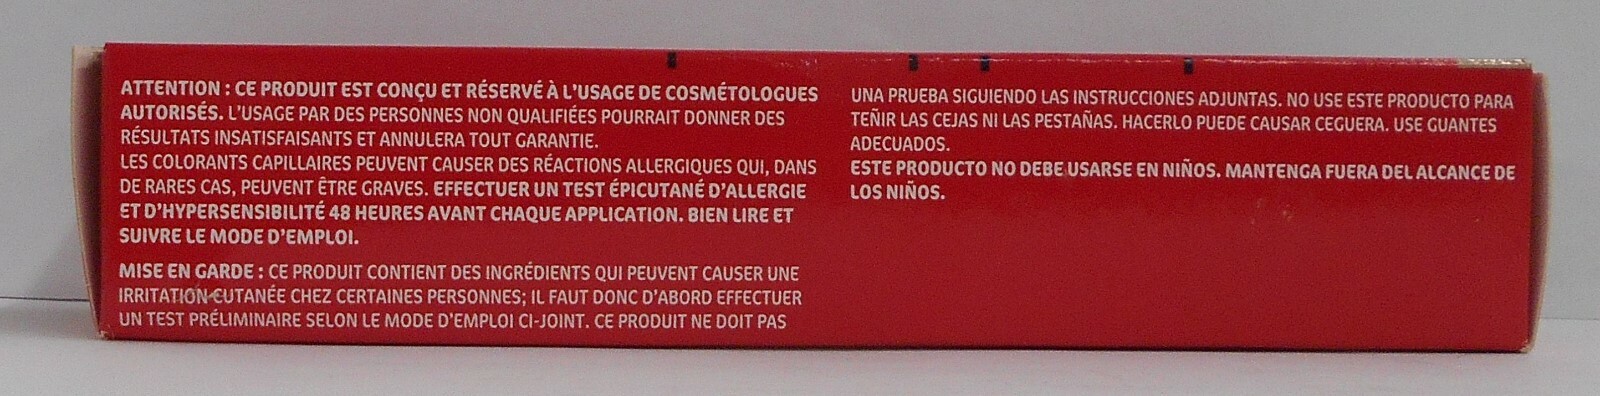 ATTENTION : CE PRODUIT EST CONÇU ET RÉSERVÉ À L'USAGE DE COSMÉTOLOGUES
AUTORISÉS. L'USAGE PAR DES PERSONNES NON QUALIFIÉES POURRAIT DONNER DES
RÉSULTATS INSATISFAISANTS ET ANNULERA TOUT GARANTIE.
LES COLORANTS CAPILLAIRES PEUVENT CAUSER DES RÉACTIONS ALLERGIQUES QUI, DANS
DE RARES CAS, PEUVENT ÊTRE GRAVES. EFFECTUER UN TEST ÉPICUTANÉ D'ALLERGIE
ET D'HYPERSENSIBILITÉ 48 HEURES AVANT CHAQUE APPLICATION. BIEN LIRE ET
SUIVRE LE MODE D'EMPLOI.
MISE EN GARDE : CE PRODUIT CONTIENT DES INGRÉDIENTS QUI PEUVENT CAUSER UNE
IRRITATION CUTANÉE CHEZ CERTAINES PERSONNES; IL FAUT DONC D'ABORD EFFECTUER
UN TEST PRÉLIMINAIRE SELON LE MODE D'EMPLOI CI-JOINT. CE PRODUIT NE DOIT PAS
UNA PRUEBA SIGUIENDO LAS INSTRUCCIONES ADJUNTAS. NO USE ESTE PRODUCTO PARA
TEÑIR LAS CEJAS NI LAS PESTAÑAS. HACERLO PUEDE CAUSAR CEGUERA. USE GUANTES
ADECUADOS.
ESTE PRODUCTO NO DEBE USARSE EN NIÑOS. MANTENGA FUERA DEL ALCANCE DE
LOS NIÑOS.